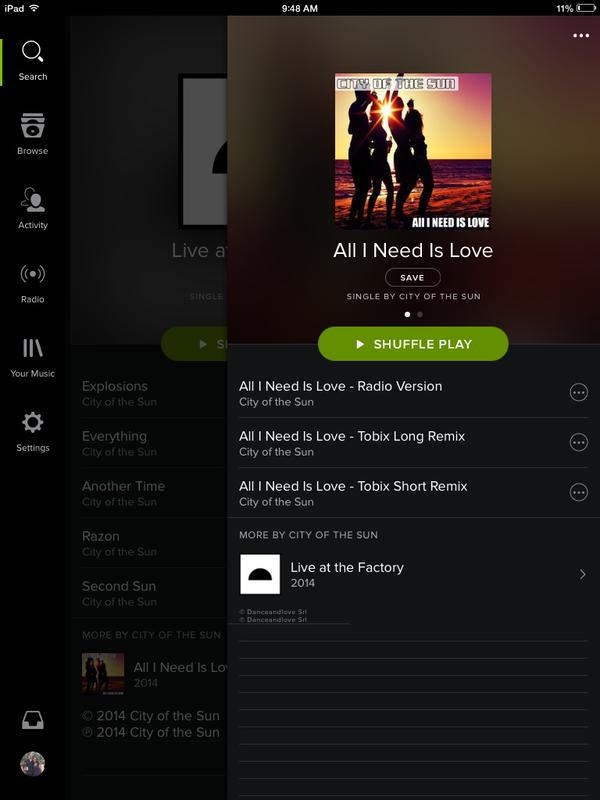 iPad
9:48 AM
11%
Search
Browse
Activity
Radio
Your Music
Settings
Live at
SINGLE
Explosions
City of the Sun
Everything
City of the Sun
Another Time
City of the Sun
Razon
City of the Sun
Second Sun
City of the Sun
MORE BY CITY OF THE SUN
All I Need Is Lov
2014
© 2014 City of the Sun
℗ 2014 City of the Sun
CITY OF THE SUN
All I NEED IS LOVE
All I Need Is Love
SAVE
SINGLE BY CITY OF THE SUN
SHUFFLE PLAY
All I Need Is Love - Radio Version
City of the Sun
All I Need Is Love - Tobix Long Remix
City of the Sun
All I Need Is Love - Tobix Short Remix
City of the Sun
MORE BY CITY OF THE SUN
Live at the Factory
2014
© Danceandlove Srl
℗ Danceandlove Srl